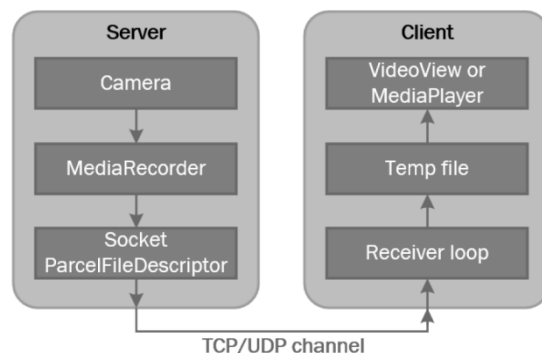 Server
Camera
MediaRecorder
Socket
ParcelFileDescriptor
Client
VideoView or
MediaPlayer
Temp file
Receiver loop
TCP/UDP channel